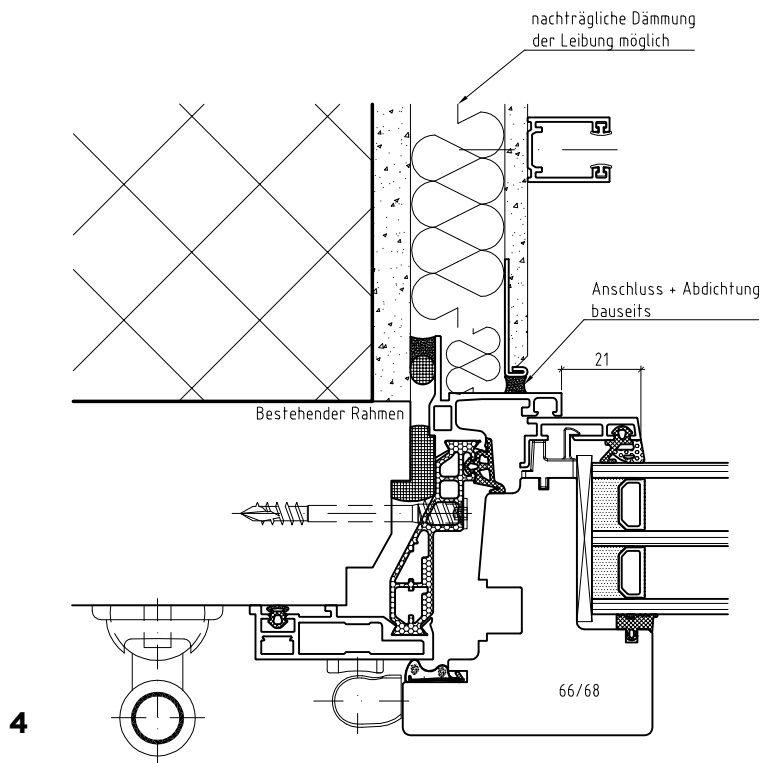 nachträgliche Dämmung
der Leibung möglich
Anschluss + Abdichtung
bauseits
21
Bestehender Rahmen
66/68
4